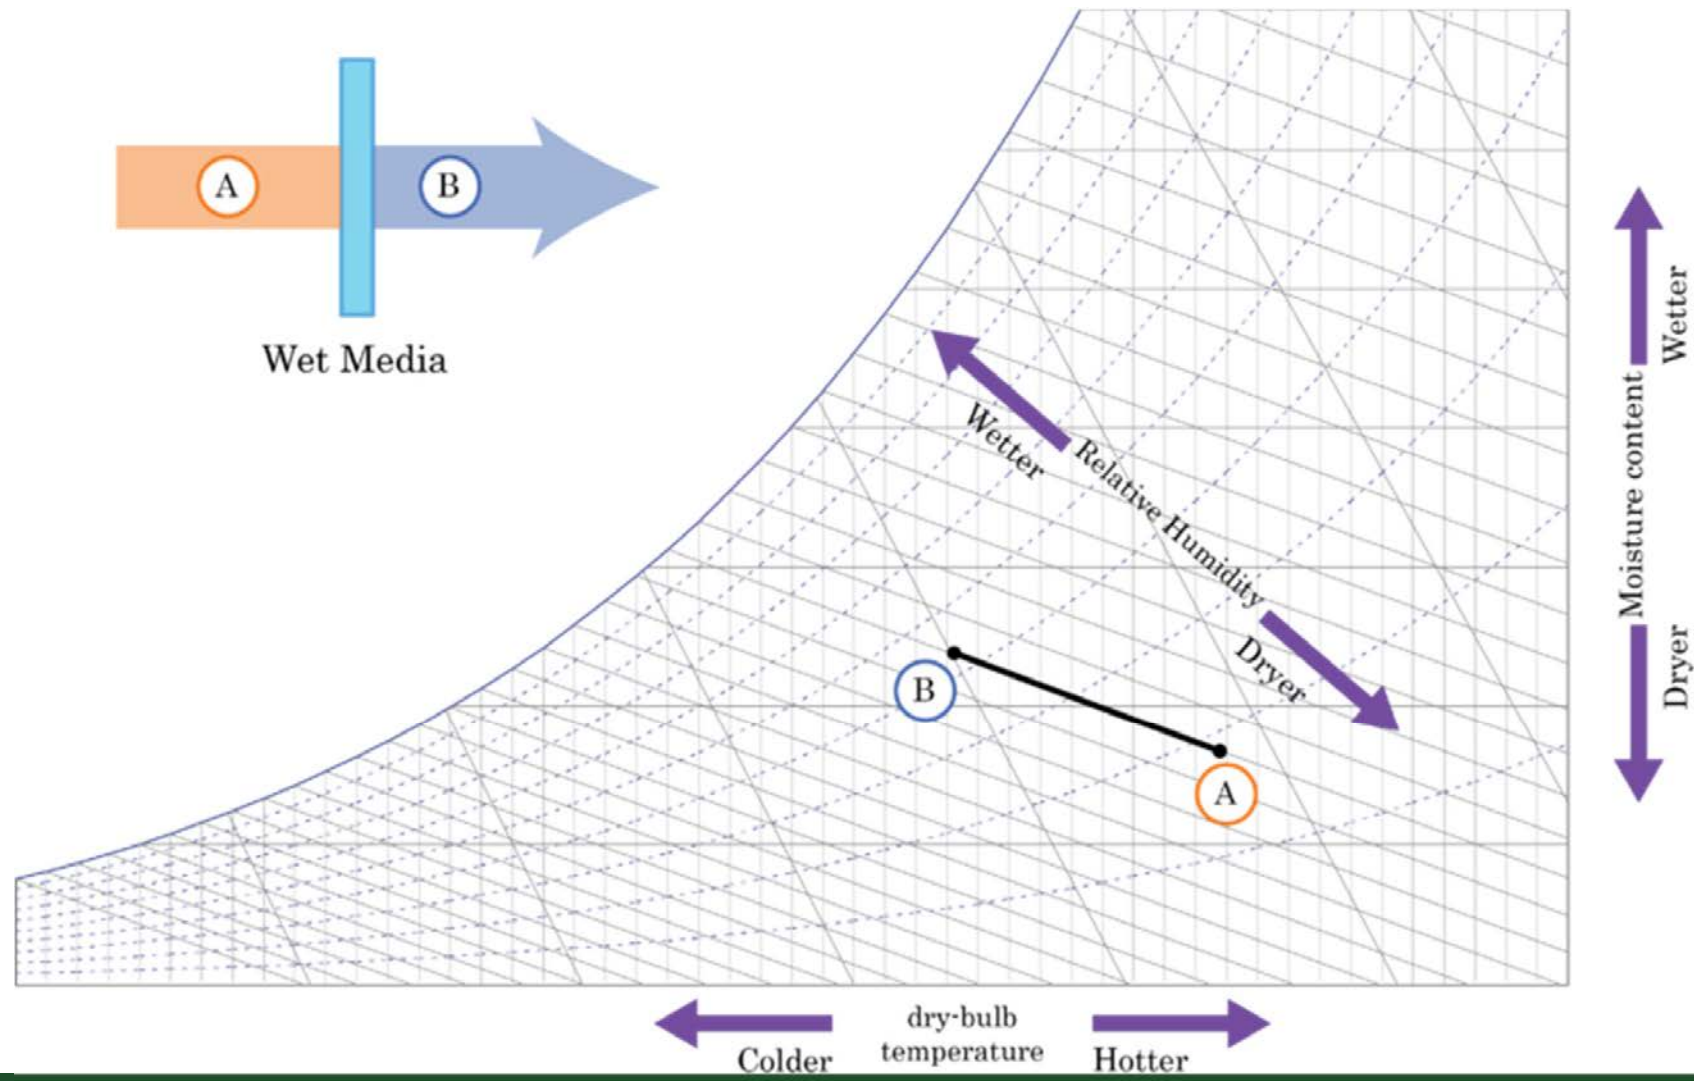 A
B
Wet Media
Wetter
Relative Humidity
Dryer
B
A
Wetter
Moisture content
Dryer
dry-bulb
temperature
Colder
Hotter